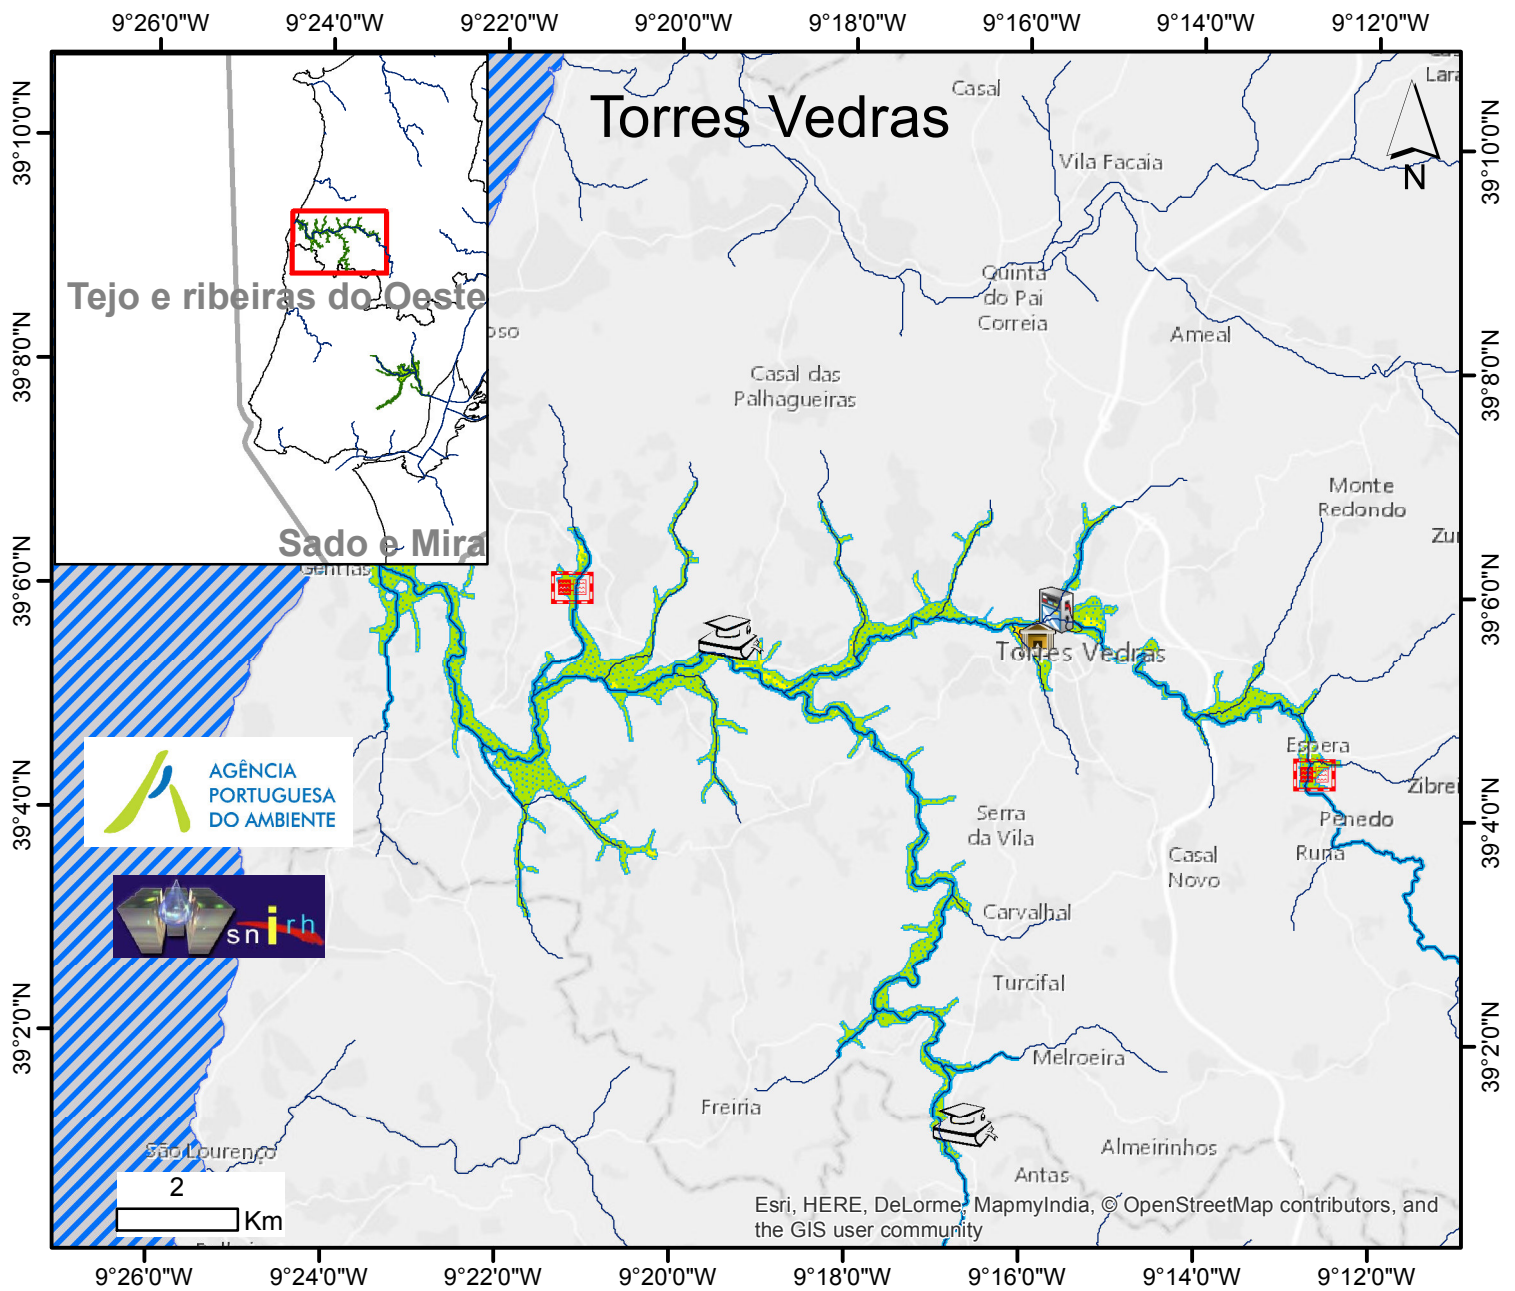 9°26'0"W 9°24'0"W 9°22'0"W 9°20'0"W 9°18'0"W 9°16'0"W 9°14'0"W 9°12'0"W
39°10'0"N
39°8'0"N
39°6'0"N
39°4'0"N
39°2'0"N
Torres Vedras
Casal
Lara
Vila Facaia
N
39°10'0"N
Quinta
do Pai
Correia
Tejo e ribeiras do Oeste
oso
Ameal
Casal das
Palhagueiras
39°8'0"N
Monte
Redondo
Zu
Sado e Mira
Gentias
39°6'0"N
Torres Vedras
Espera
AGÊNCIA
PORTUGUESA
DO AMBIENTE
Zibrei
Serra
da Vila
Penedo
39°4'0"N
Casal
Novo
Runa
snirh
Carvalhal
Turcifal
Melroeira
39°2'0"N
Freiria
São Lourenço
Almeirinhos
Antas
2
Km
Esri, HERE, DeLorme, MapmyIndia, © OpenStreetMap contributors, and
the GIS user community
9°26'0"W 9°24'0"W 9°22'0"W 9°20'0"W 9°18'0"W 9°16'0"W 9°14'0"W 9°12'0"W